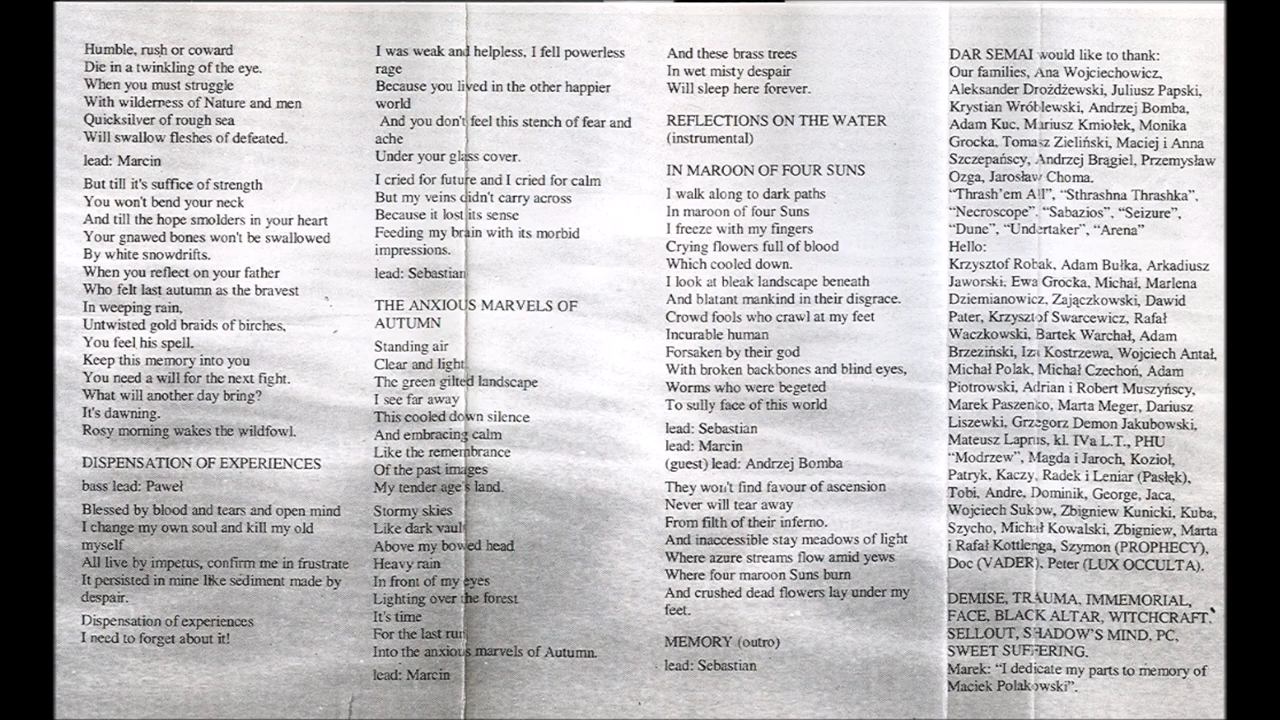 Humble, rush or coward
Die in a twinkling of the eye.
When you must struggle
With wilderness of Nature and men
Quicksilver of rough sea
Will swallow fleshes of defeated.
lead: Marcin
But till it's suffice of strength
You won't bend your neck
And till the hope smolders in your heart
Your gnawed bones won't be swallowed
By white snowdrifts.
When you reflect on your father
Who felt last autumn as the bravest
In weeping rain,
Untwisted gold braids of birches,
You feel his spell.
Keep this memory into you
You need a will for the next fight.
What will another day bring?
It's dawning.
Rosy morning wakes the wildfowl.
DISPENSATION OF EXPERIENCES
bass lead: Paweł
Blessed by blood and tears and open mind
I change my own soul and kill my old
myself
All live by impetus, confirm me in frustrate
It persisted in mine like sediment made by
despair.
Dispensation of experiences
I need to forget about it!
I was weak and helpless, I fell powerless
rage
Because you lived in the other happier
world
And you don't feel this stench of fear and
ache
Under your glass cover.
I cried for future and I cried for calm
But my veins didn't carry across
Because it lost its sense
Feeding my brain with its morbid
impressions.
lead: Sebastian
THE ANXIOUS MARVELS OF
AUTUMN
Standing air
Clear and light
The green gilted landscape
I see far away
This cooled down silence
And embracing calm
Like the remembrance
Of the past images
My tender age's land.
Stormy skies
Like dark vault
Above my bowed head
Heavy rain
In front of my eyes
Lighting over the forest
It's time
For the last run
Into the anxious marvels of Autumn.
lead: Marcin
And these brass trees
In wet misty despair
Will sleep here forever.
REFLECTIONS ON THE WATER
(instrumental)
IN MAROON OF FOUR SUNS
I walk along to dark paths
In maroon of four Suns
I freeze with my fingers
Crying flowers full of blood
Which cooled down.
I look at bleak landscape beneath
And blatant mankind in their disgrace.
Crowd fools who crawl at my feet
Incurable human
Forsaken by their god
With broken backbones and blind eyes,
Worms who were begeted
To sully face of this world
lead: Sebastian
lead: Marcin
(guest) lead: Andrzej Bomba
They won't find favour of ascension
Never will tear away
From filth of their inferno.
And inaccessible stay meadows of light
Where azure streams flow amid yews
Where four maroon Suns burn
And crushed dead flowers lay under my
feet.
MEMORY (outro)
lead: Sebastian
DAR SEMAI would like to thank:
Our families, Ana Wojciechowicz,
Aleksander Drożdżewski, Juliusz Papski,
Krystian Wróblewski, Andrzej Bomba,
Adam Kuc, Mariusz Kmiołek, Monika
Grocka, Tomasz Zieliński, Maciej i Anna
Szczepańscy, Andrzej Brągiel, Przemysław
Ozga, Jarosław Choma.
"Thrash'em All", "Sthrashna Thrashka",
"Necroscope", "Sabazios", "Seizure",
"Dune", "Undertaker", "Arena"
Hello:
Krzysztof Robak, Adam Bułka, Arkadiusz
Jaworski, Ewa Grocka, Michał, Marlena
Dziemianowicz, Zajączkowski, Dawid
Pater, Krzysztof Swarcewicz, Rafał
Waczkowski, Bartek Warchał, Adam
Brzeziński, Iza Kostrzewa, Wojciech Antał,
Michał Polak, Michał Czechoń, Adam
Piotrowski, Adrian i Robert Muszyńscy,
Marek Paszenko, Marta Meger, Dariusz
Liszewki, Grzegorz Demon Jakubowski,
Mateusz Laprus, kl. IVa L.T., PHU
"Modrzew", Magda i Jaroch, Kozioł,
Patryk, Kaczy, Radek i Leniar (Pasłęk),
Tobi, Andre, Dominik, George, Jaca,
Wojciech Sukow, Zbigniew Kunicki, Kuba,
Szycho, Michał Kowalski, Zbigniew, Marta
i Rafał Kottlenga, Szymon (PROPHECY),
Doc (VADER), Peter (LUX OCCULTA).
DEMISE, TRAUMA, IMMEMORIAL,
FACE, BLACK ALTAR, WITCHCRAFT,
SELLOUT, SHADOW'S MIND, PC,
SWEET SUFFERING.
Marek: "I dedicate my parts to memory of
Maciek Polakowski".